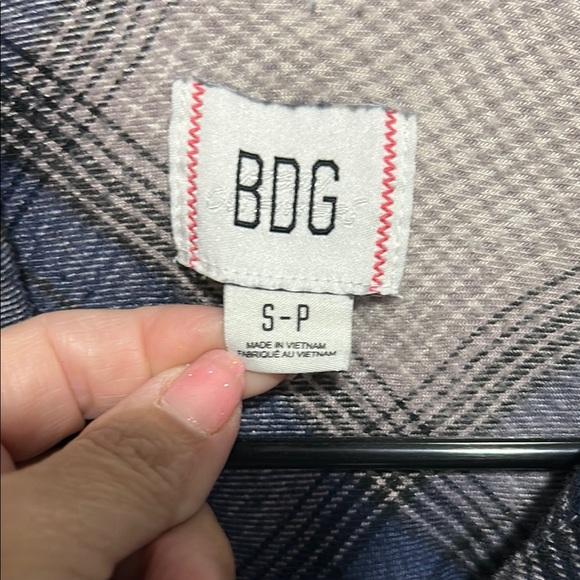 BDG
S-P
MADE IN VIETNAM
FABRIQUÉ AU VIETNAM